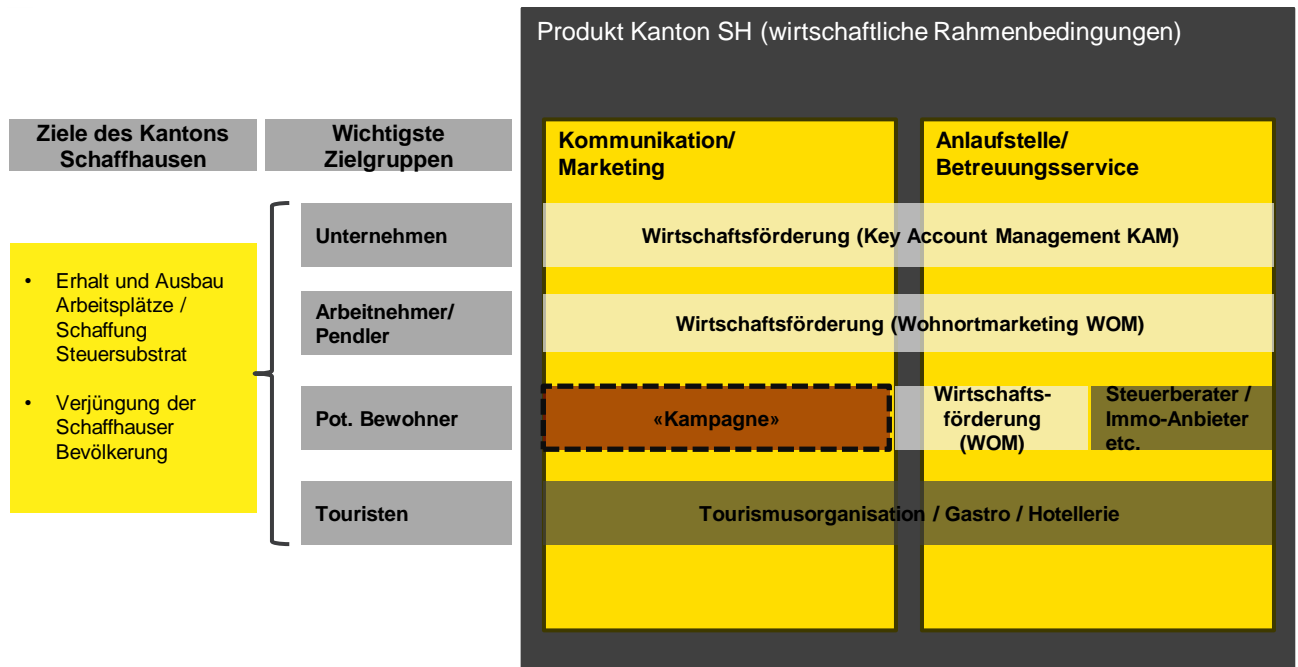 Produkt Kanton SH (wirtschaftliche Rahmenbedingungen)
Ziele des Kantons
Schaffhausen
Wichtigste
Zielgruppen
Kommunikation/
Marketing
Anlaufstelle/
Betreuungsservice
• Erhalt und Ausbau
Arbeitsplätze /
Schaffung
Steuersubstrat
• Verjüngung der
Schaffhauser
Bevölkerung
Unternehmen
Wirtschaftsförderung (Key Account Management KAM)
Arbeitnehmer/
Pendler
Wirtschaftsförderung (Wohnortmarketing WOM)
Pot. Bewohner
«Kampagne»
Wirtschafts-
förderung
(WOM)
Steuerberater /
Immo-Anbieter
etc.
Touristen
Tourismusorganisation / Gastro / Hotellerie